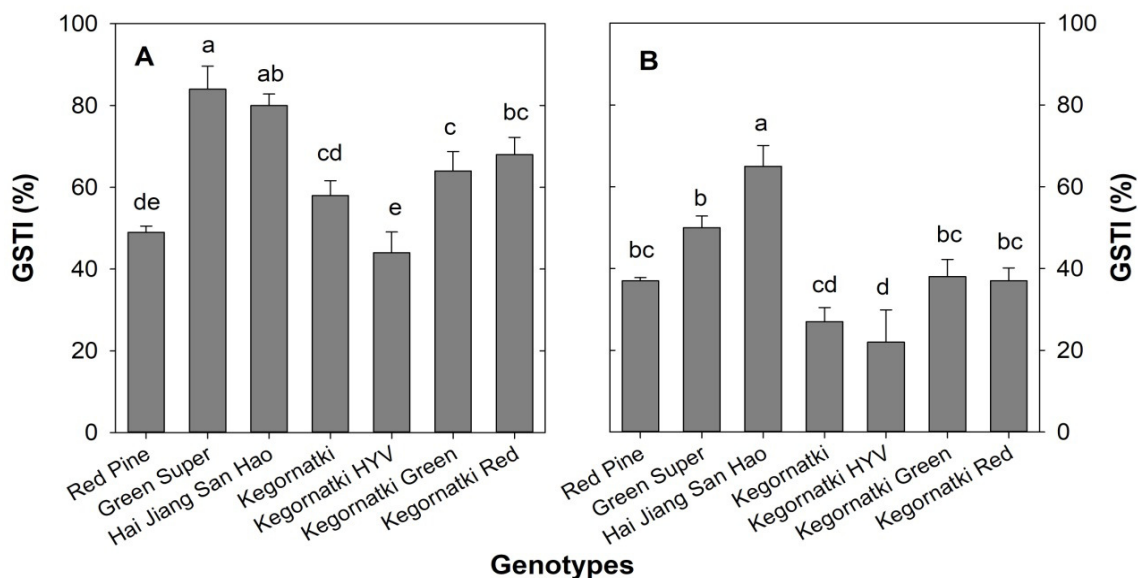 A
B
GSTI (%)
100
80
60
40
20
0
de
a
ab
cd
e
c
bc
bc
b
a
cd
d
bc
bc
100
80
60
40
20
0
GSTI (%)
Red Pine
Green Super
Hai Jiang San Hao
Kegornatki
Kegornatki HYV
Kegornatki Green
Kegornatki Red
Red Pine
Green Super
Hai Jiang San Hao
Kegornatki
Kegornatki HYV
Kegornatki Green
Kegornatki Red
Genotypes